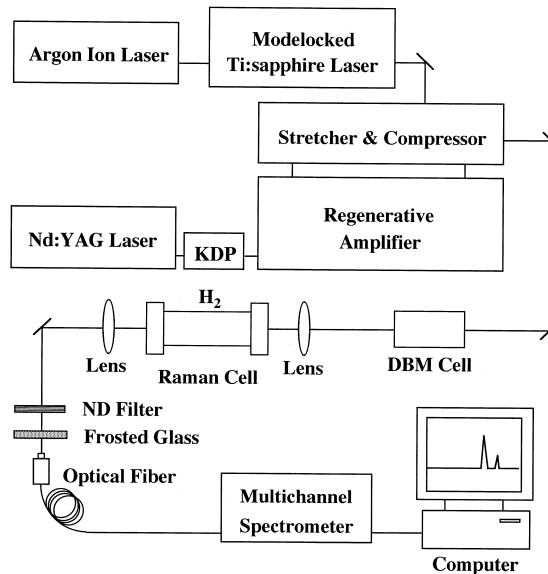 Argon Ion Laser
Modelocked
Ti:sapphire Laser
Stretcher & Compressor
Regenerative
Amplifier
Nd:YAG Laser
KDP
H2
Lens
Raman Cell
Lens
DBM Cell
ND Filter
Frosted Glass
Optical Fiber
Multichannel
Spectrometer
Computer